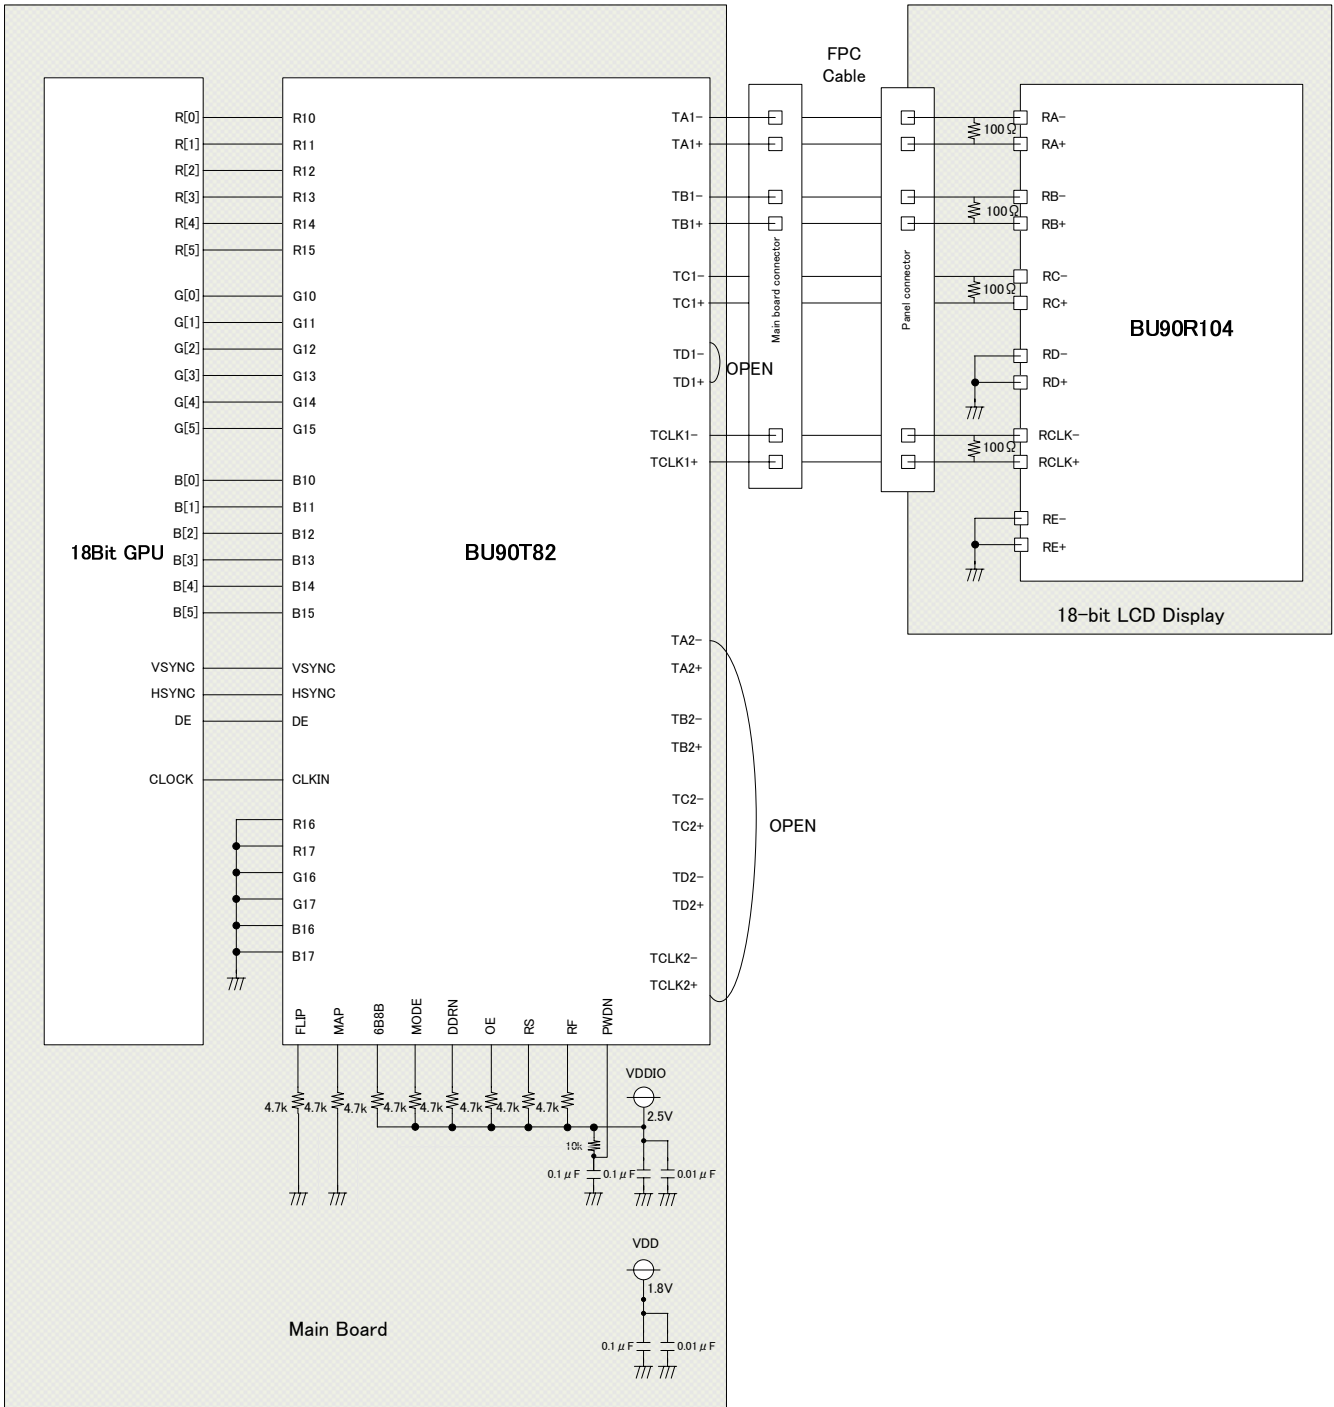 FPC
Cable
R[0]
R[1]
R[2]
R[3]
R[4]
R[5]
G[0]
G[1]
G[2]
G[3]
G[4]
G[5]
B[0]
B[1]
B[2]
B[3]
B[4]
B[5]
18Bit GPU
VSYNC
HSYNC
DE
CLOCK
R10
R11
R12
R13
R14
R15
G10
G11
G12
G13
G14
G15
B10
B11
B12
B13
B14
B15
VSYNC
HSYNC
DE
CLKIN
R16
R17
G16
G17
B16
B17
BU90T82
TA1-
TA1+
TB1-
TB1+
TC1-
TC1+
TD1-
TD1+
OPEN
TCLK1-
TCLK1+
TA2-
TA2+
TB2-
TB2+
TC2-
TC2+
TD2-
TD2+
TCLK2-
TCLK2+
OPEN
Main board connector
Panel connector
100Ω
100Ω
100Ω
100Ω
RA-
RA+
RB-
RB+
RC-
RC+
RD-
RD+
RCLK-
RCLK+
RE-
RE+
BU90R104
18-bit LCD Display
FLIP
MAP
6B8B
MODE
DDRN
OE
RS
RF
PWDN
4.7k
4.7k
4.7k
4.7k
4.7k
4.7k
4.7k
4.7k
VDDIO
2.5V
10k
0.1μF
0.1μF
0.01μF
VDD
1.8V
0.1μF
0.01μF
Main Board